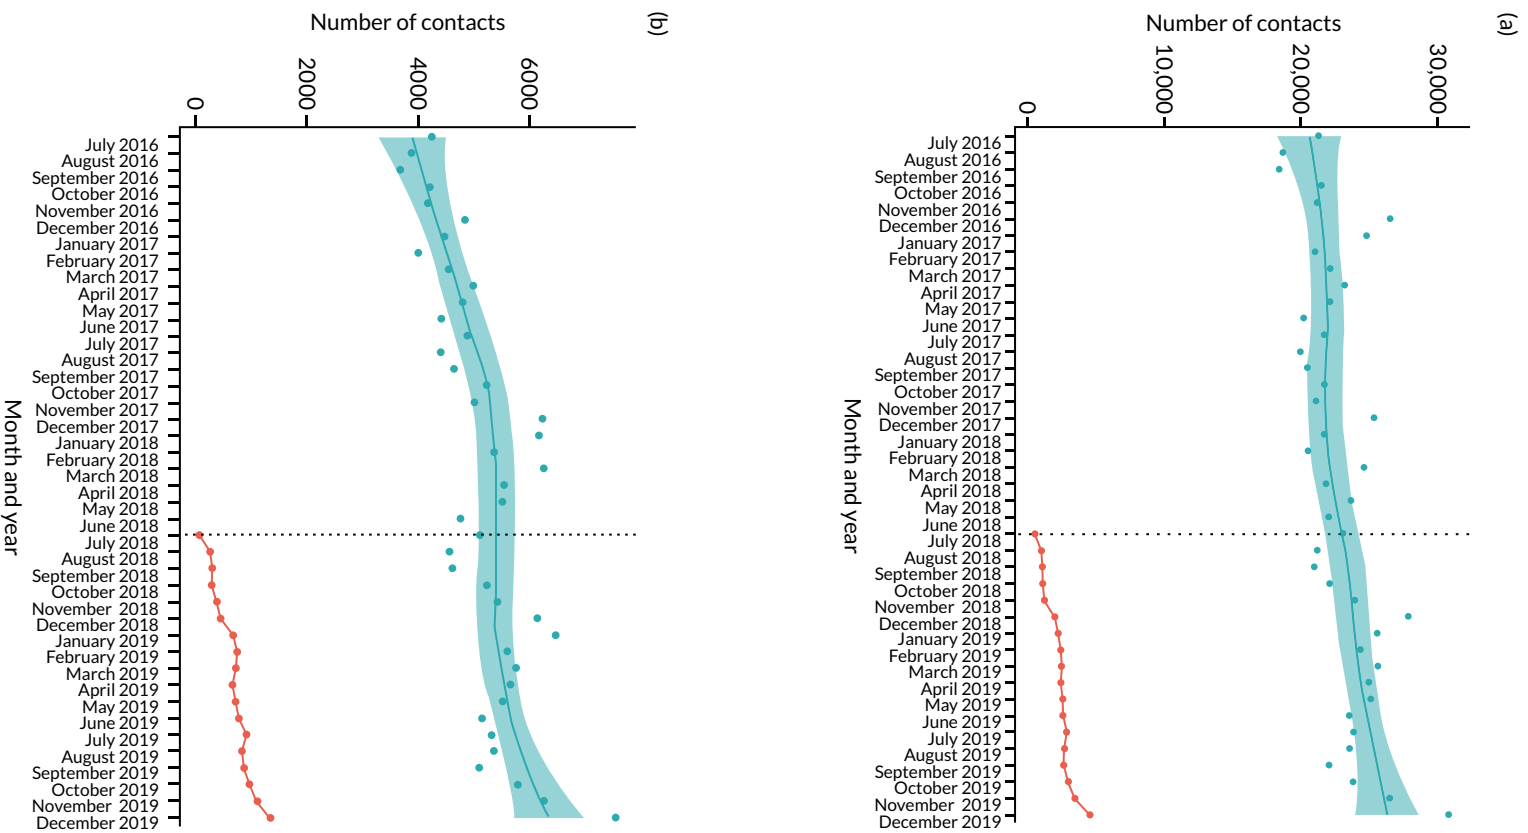 (b)
Number of contacts
0
2000
4000
6000
July 2016
August 2016
September 2016
October 2016
November 2016
December 2016
January 2017
February 2017
March 2017
April 2017
May 2017
June 2017
July 2017
August 2017
September 2017
October 2017
November 2017
December 2017
January 2018
February 2018
March 2018
April 2018
May 2018
June 2018
July 2018
August 2018
September 2018
October 2018
November 2018
December 2018
January 2019
February 2019
March 2019
April 2019
May 2019
June 2019
July 2019
August 2019
September 2019
October 2019
November 2019
December 2019
Month and year
(a)
Number of contacts
0
10,000
20,000
30,000
July 2016
August 2016
September 2016
October 2016
November 2016
December 2016
January 2017
February 2017
March 2017
April 2017
May 2017
June 2017
July 2017
August 2017
September 2017
October 2017
November 2017
December 2017
January 2018
February 2018
March 2018
April 2018
May 2018
June 2018
July 2018
August 2018
September 2018
October 2018
November 2018
December 2018
January 2019
February 2019
March 2019
April 2019
May 2019
June 2019
July 2019
August 2019
September 2019
October 2019
November 2019
December 2019
Month and year